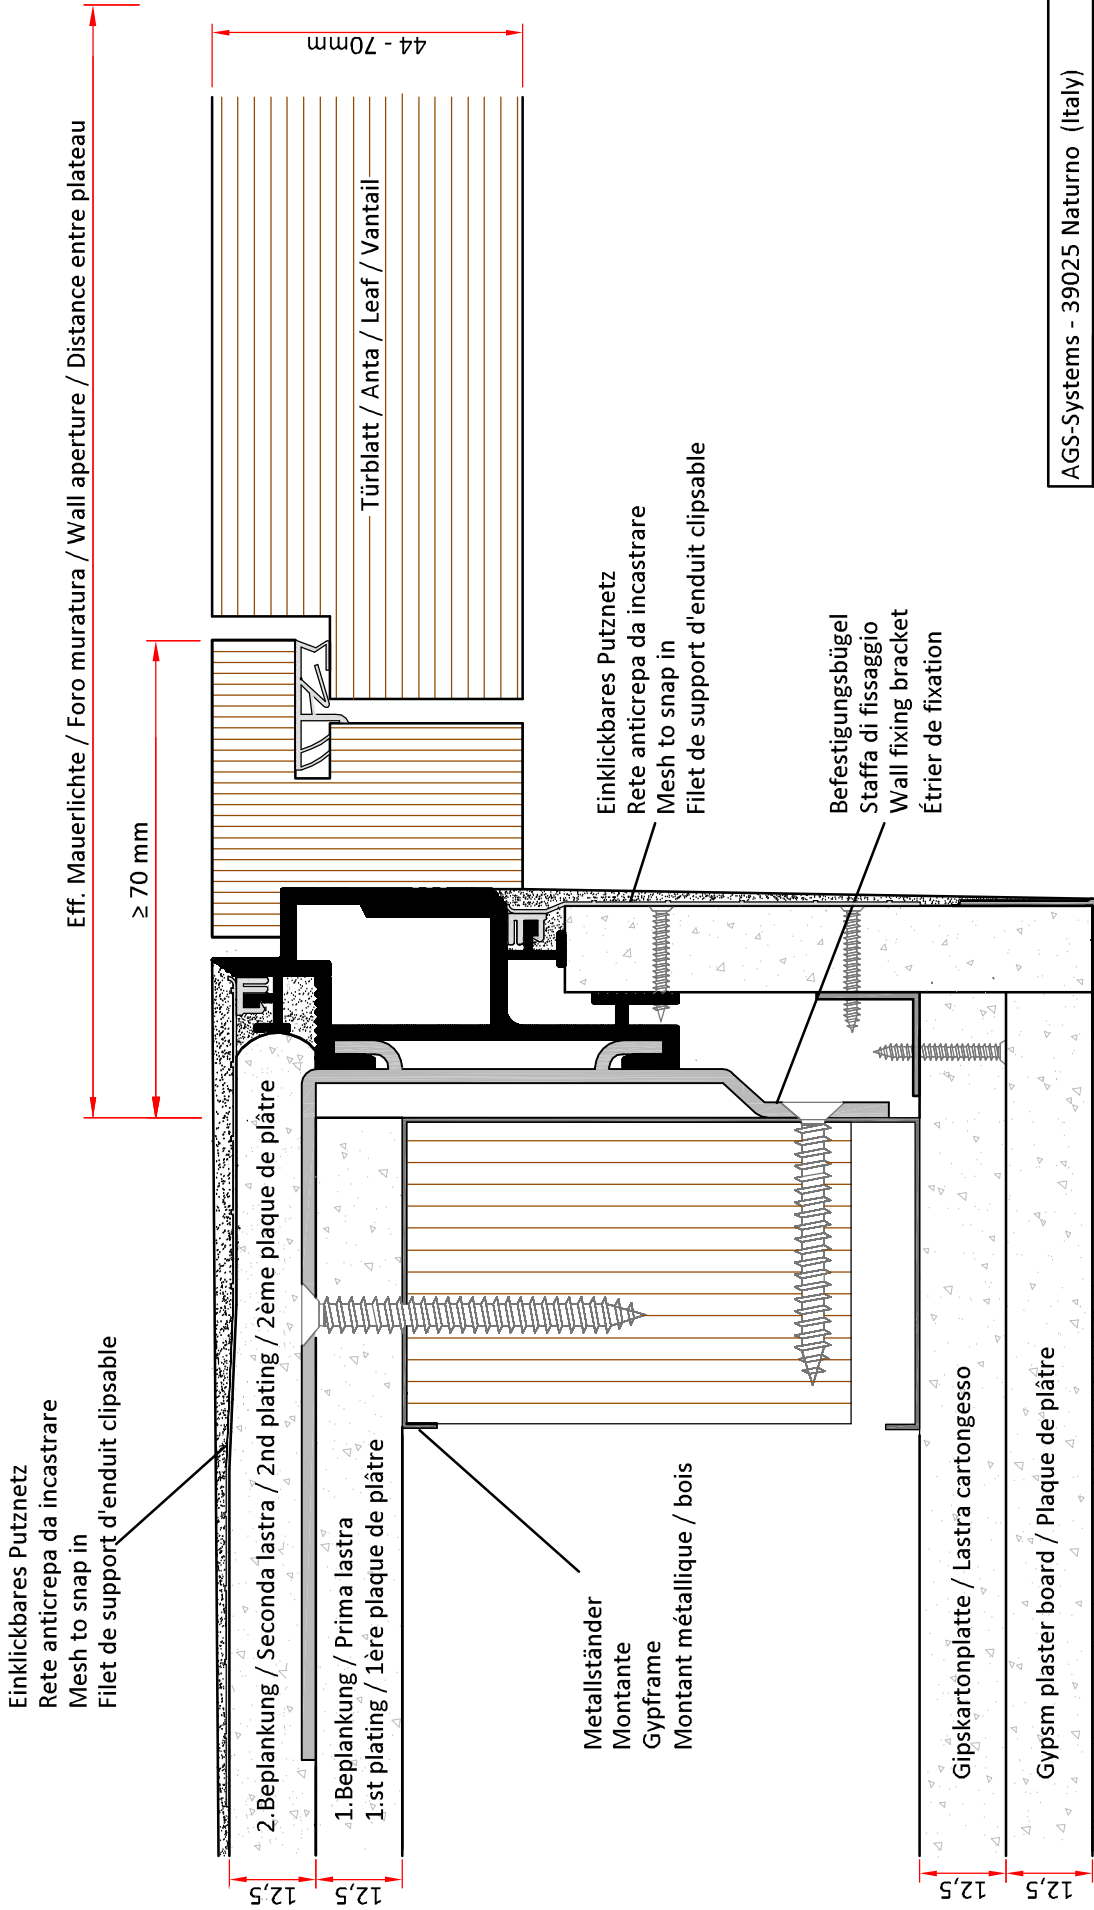 Einklickbares Putznetz
Rete anticrepa da incastrare
Mesh to snap in
Filet de support d'enduit clipsable
Eff. Mauerlichte / Foro muratura / Wall aperture / Distance entre plateau
≥ 70 mm
44 - 70mm
Türblatt / Anta / Leaf / Vantail
2.Beplankung / Seconda lastra / 2nd plating / 2ème plaque de plâtre
1.Beplankung / Prima lastra
1.st plating / 1ère plaque de plâtre
12,5
12,5
Einklickbares Putznetz
Rete anticrepa da incastrare
Mesh to snap in
Filet de support d'enduit clipsable
Metallständer
Montante
Gypframe
Montant métallique / bois
Befestigungsbügel
Staffa di fissaggio
Wall fixing bracket
Étrier de fixation
Gipskartonplatte / Lastra cartongesso
Gypsm plaster board / Plaque de plâtre
12,5
12,5
AGS-Systems - 39025 Naturno (Italy)